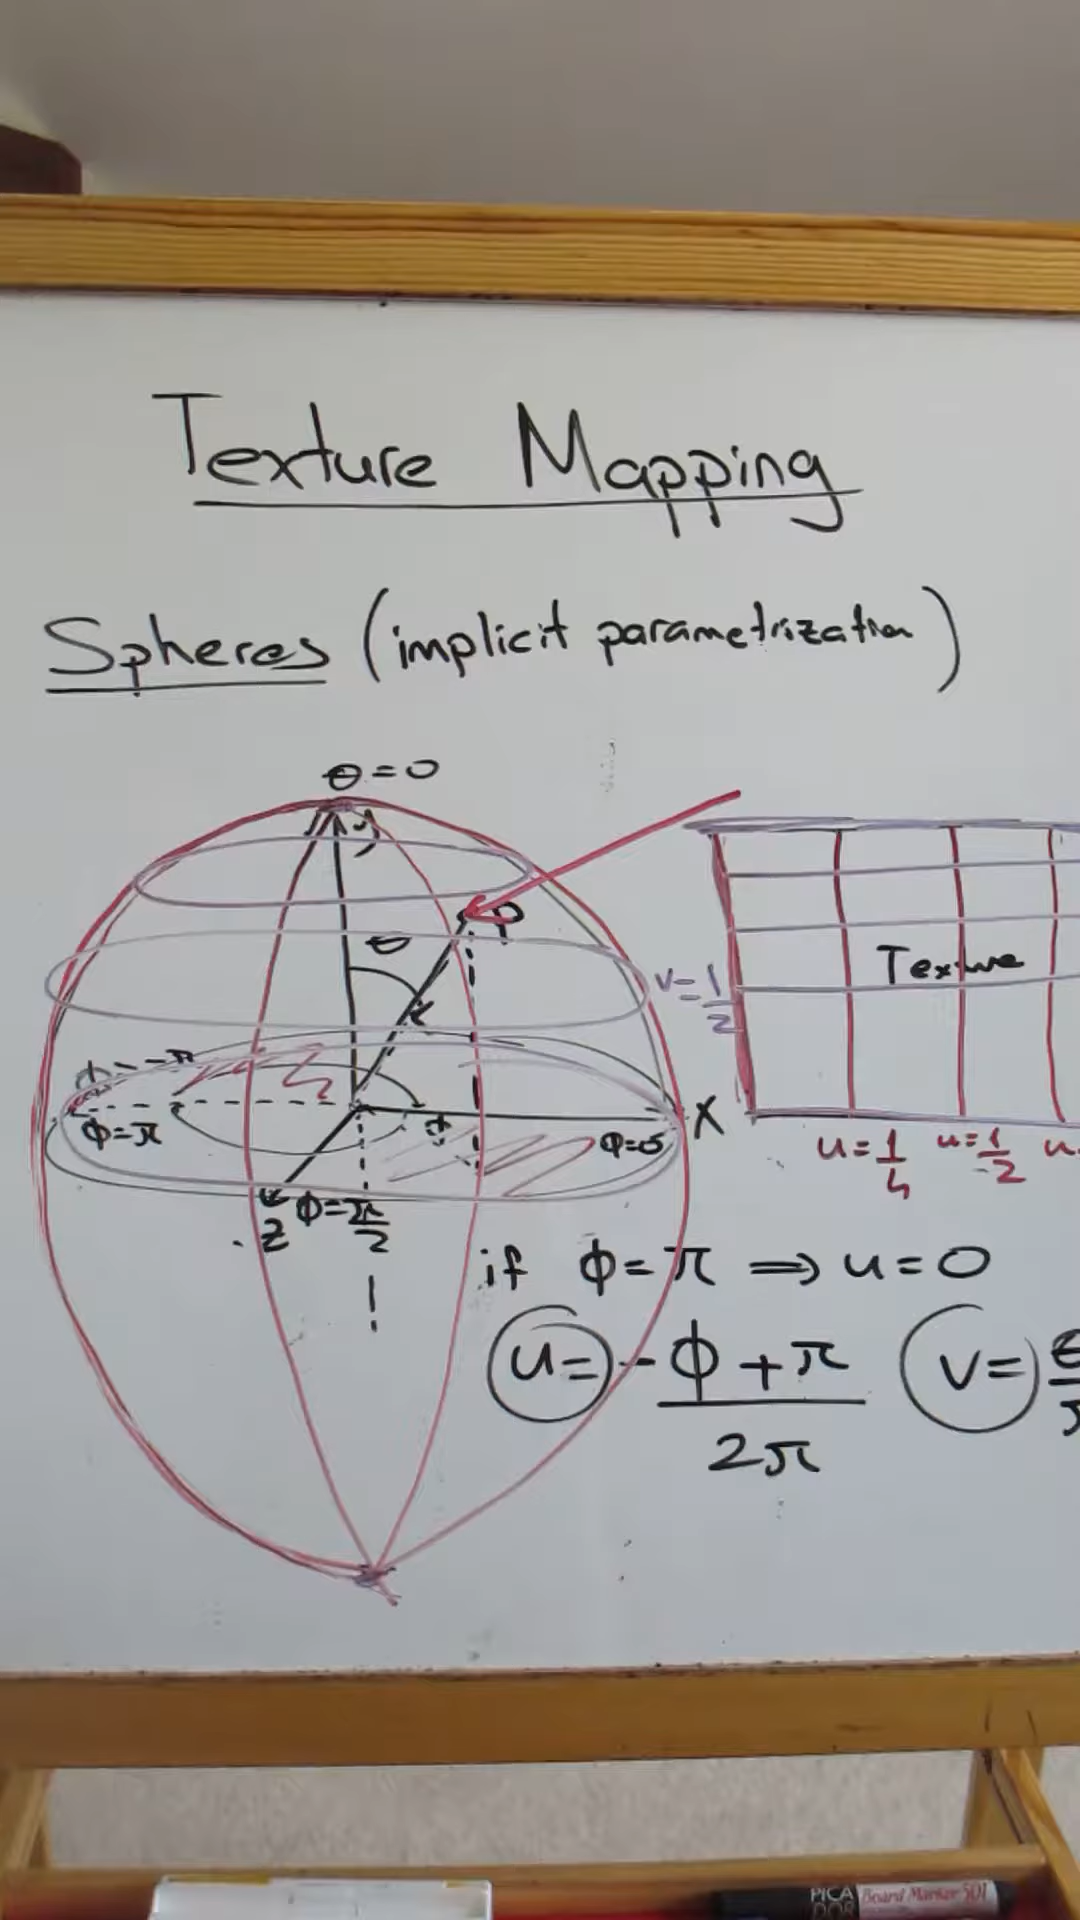 Texture Mapping
Spheres (implicit parametrization)
θ = 0
y
P
θ
Texture
v = 1/2
φ = -π
φ = π
φ
φ = 0
X
u = 1/4
u = 1/2
u
φ = π/2
Z
if φ = π ⇒ u = 0
u = -φ + π / 2π
v = θ/π
PICA
DOR
Board Marker 501